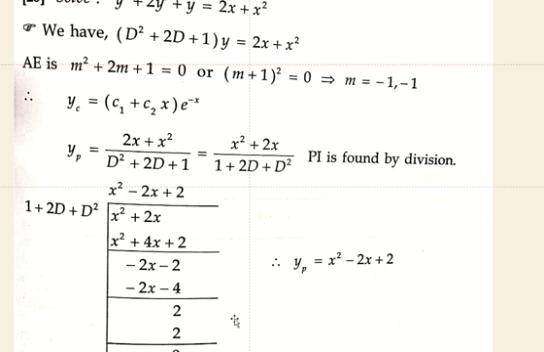 y + 2y + y = 2x + x²
☞ We have, (D² + 2D + 1) y = 2x + x²
AE is m² + 2m + 1 = 0 or (m + 1)² = 0 ⇒ m = – 1, – 1
∴ y_c = (c₁ + c₂ x) e^{-x}
y_p = (2x + x²)/(D² + 2D + 1) = (x² + 2x)/(1 + 2D + D²) PI is found by division.
x² – 2x + 2
1 + 2D + D² | x² + 2x
x² + 4x + 2
– 2x – 2 ∴ y_p = x² – 2x + 2
– 2x – 4
2
2